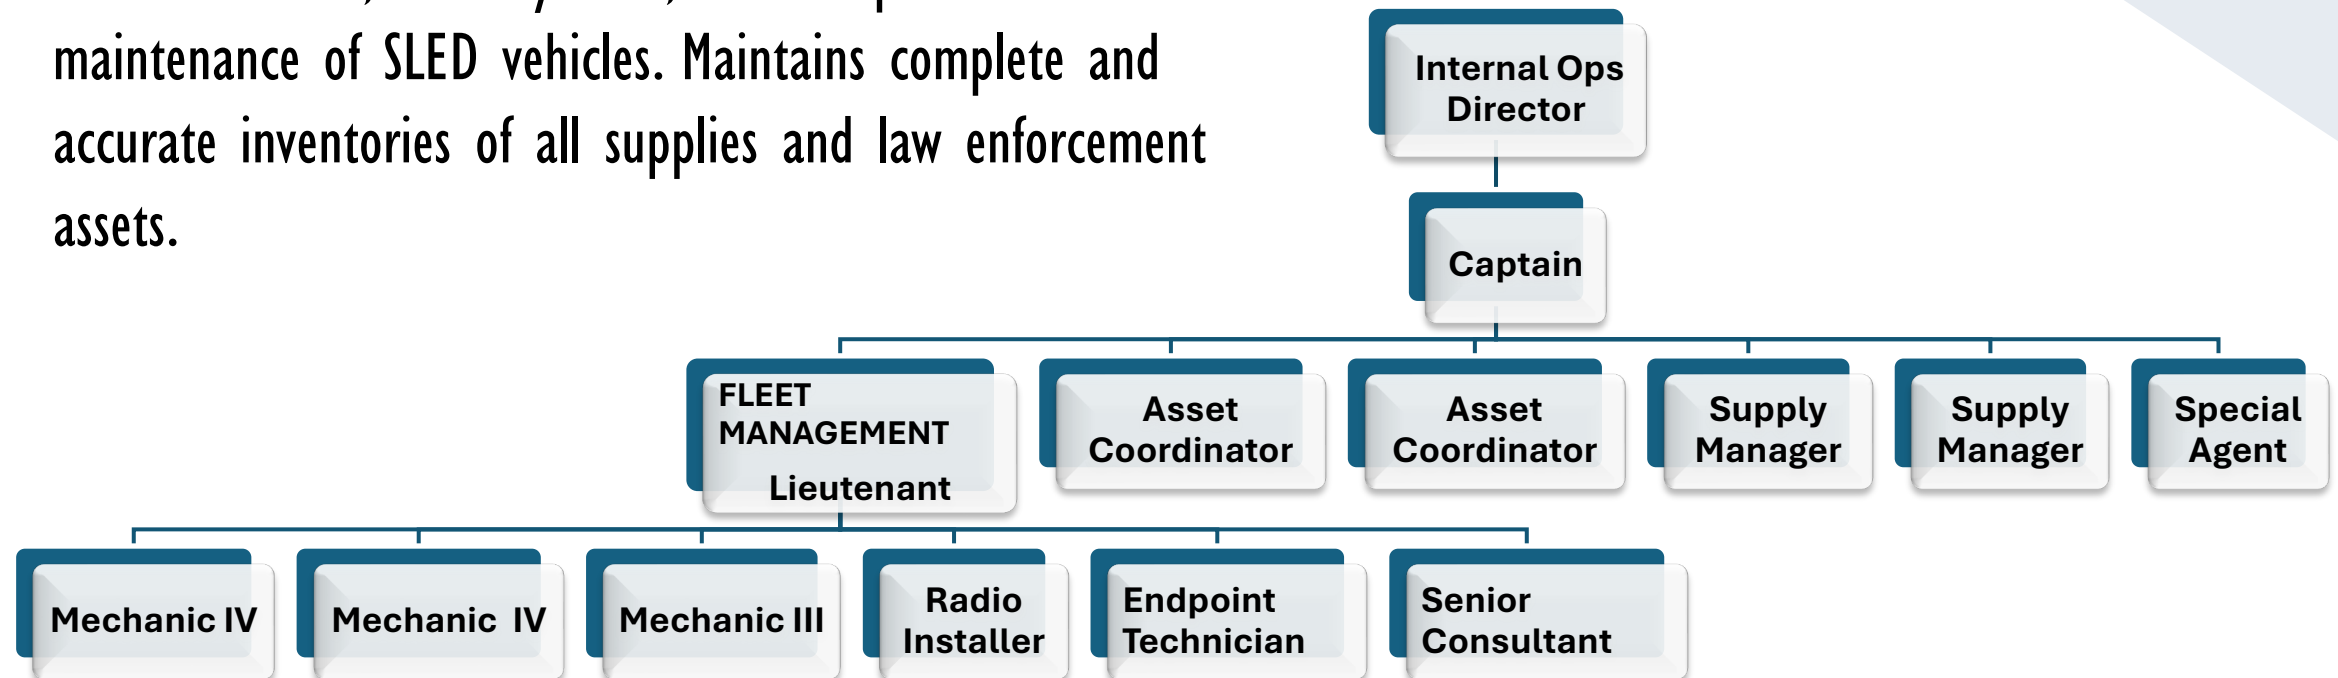 maintenance of SLED vehicles. Maintains complete and
accurate inventories of all supplies and law enforcement
assets.
Internal Ops
Director
Captain
FLEET
MANAGEMENT
Lieutenant
Asset
Coordinator
Asset
Coordinator
Supply
Manager
Supply
Manager
Special
Agent
Mechanic IV
Mechanic IV
Mechanic III
Radio
Installer
Endpoint
Technician
Senior
Consultant